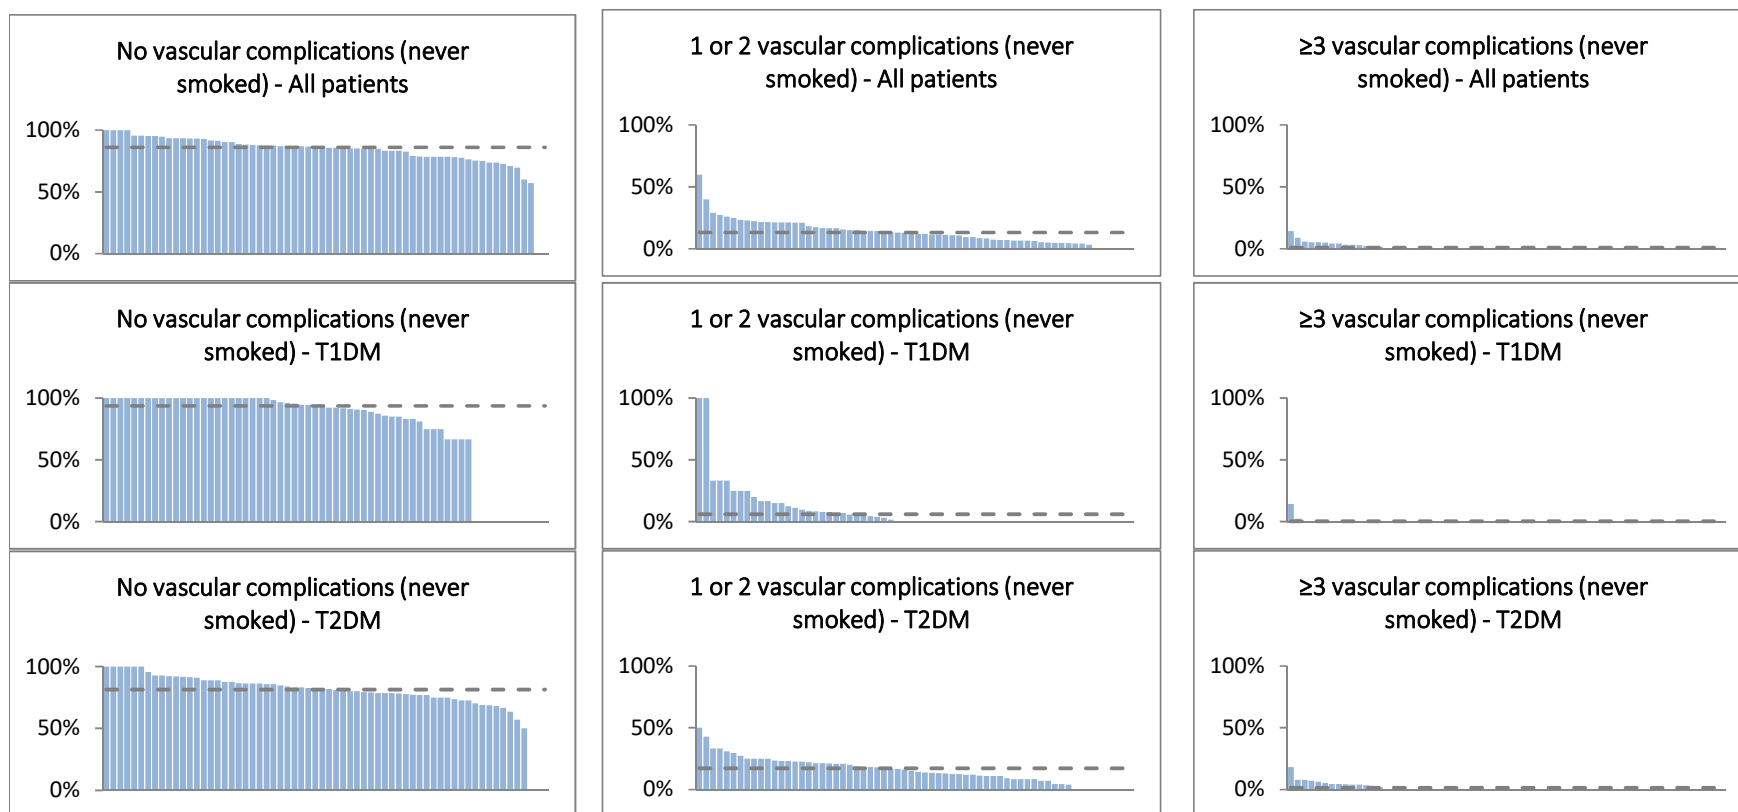 No vascular complications (never
smoked) - All patients
100%
50%
0%
1 or 2 vascular complications (never
smoked) - All patients
100%
50%
0%
≥3 vascular complications (never
smoked) - All patients
100%
50%
0%
No vascular complications (never
smoked) - T1DM
100%
50%
0%
1 or 2 vascular complications (never
smoked) - T1DM
100%
50%
0%
≥3 vascular complications (never
smoked) - T1DM
100%
50%
0%
No vascular complications (never
smoked) - T2DM
100%
50%
0%
1 or 2 vascular complications (never
smoked) - T2DM
100%
50%
0%
≥3 vascular complications (never
smoked) - T2DM
100%
50%
0%